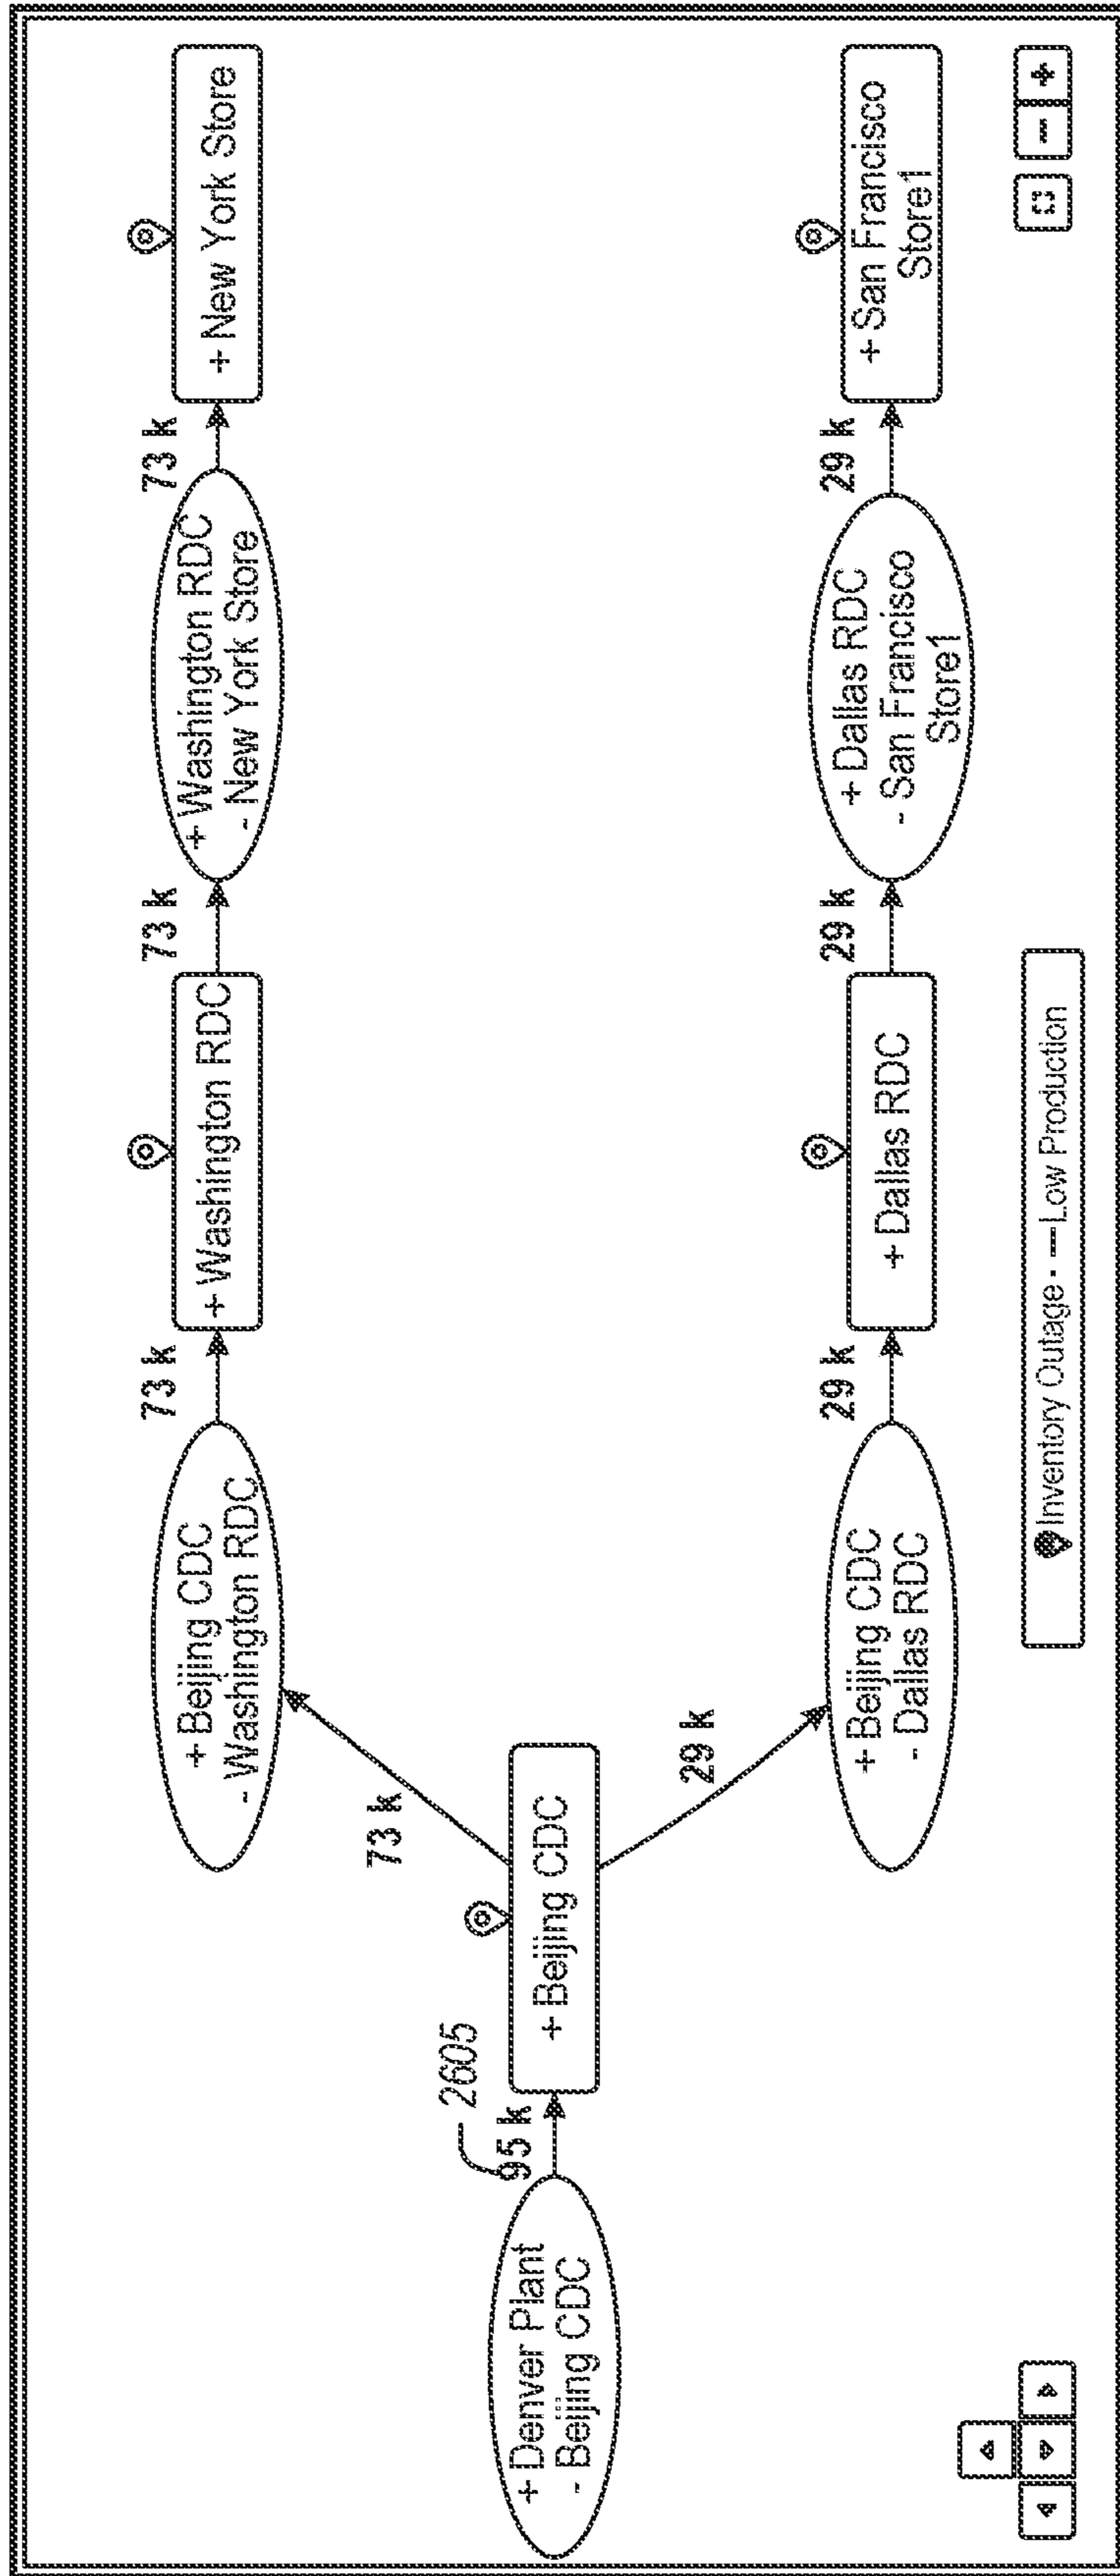 + Denver Plant
- Beijing CDC
2605
95 k
+ Beijing CDC
73 k
29 k
+ Beijing CDC
- Washington RDC
73 k
+ Washington RDC
73 k
+ Washington RDC
- New York Store
73 k
+ New York Store
+ Beijing CDC
- Dallas RDC
29 k
+ Dallas RDC
29 k
+ Dallas RDC
- San Francisco
Store1
29 k
+ San Francisco
Store1
Inventory Outage - — Low Production
- +